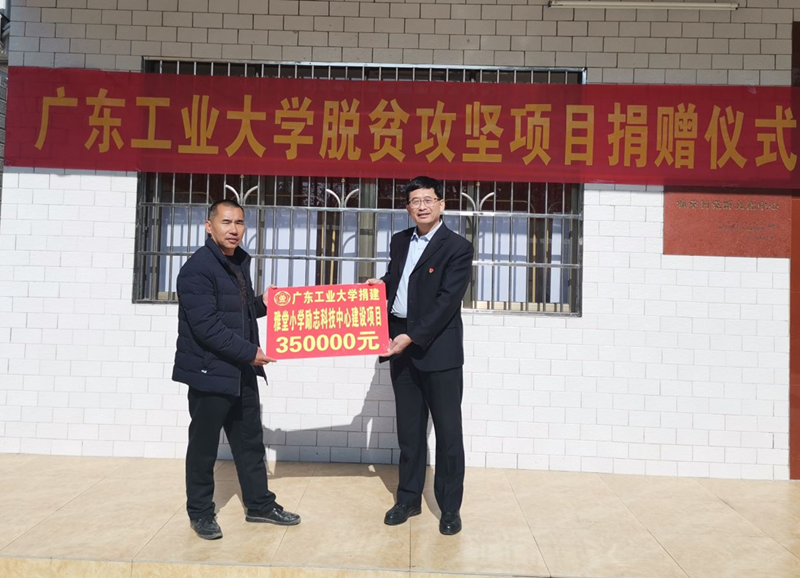 广东工业大学脱贫攻坚项目捐赠仪式
广东工业大学捐建
雅堂小学励志科技中心建设项目
350000元